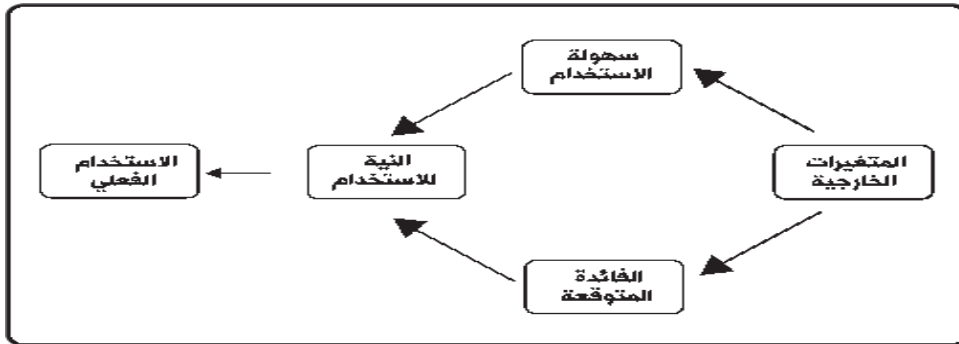 سهولة
الاستخدام
المتغيرات
الخارجية
النية
للاستخدام
الاستخدام
الفعلي
الفائدة
المتوقعة